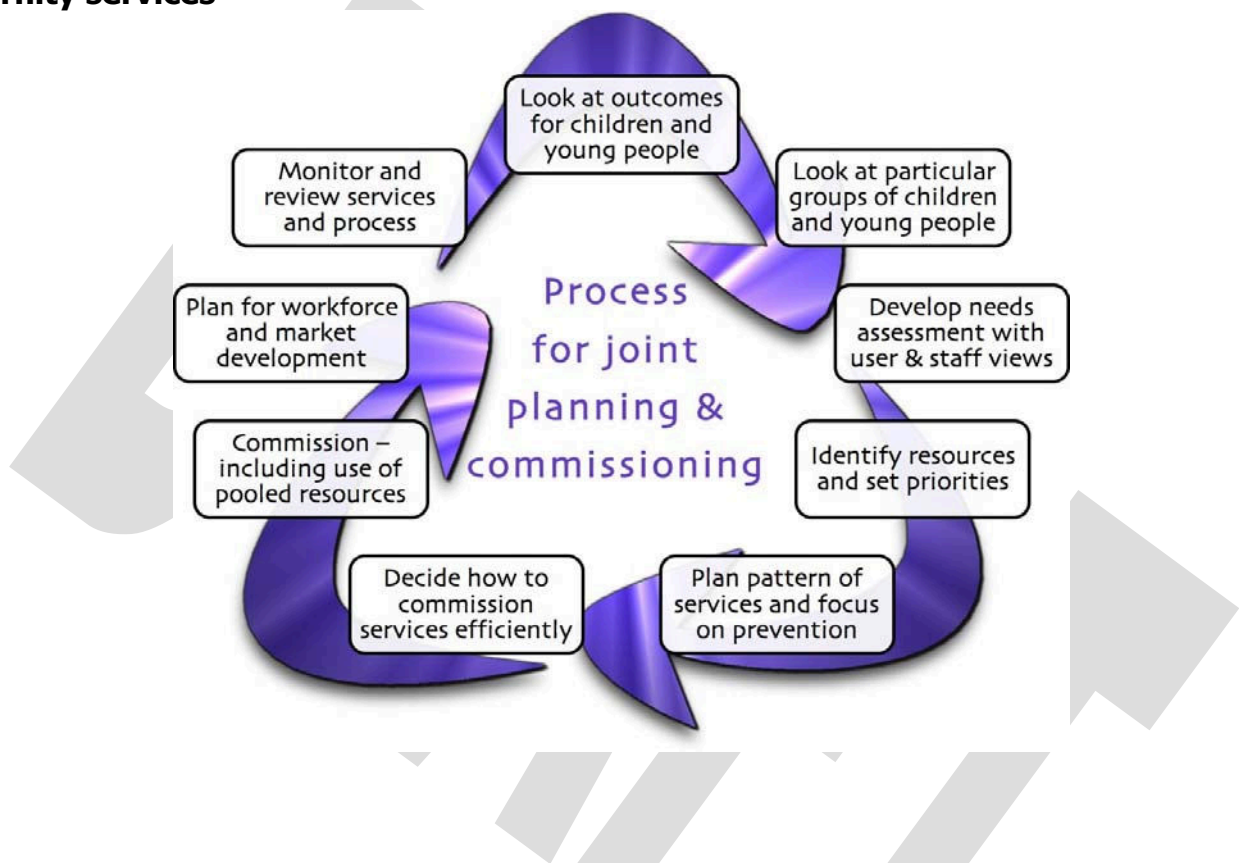 Look at outcomes
for children and
young people
Look at particular
groups of children
and young people
Develop needs
assessment with
user & staff views
Identify resources
and set priorities
Plan pattern of
services and focus
on prevention
Decide how to
commission
services efficiently
Commission –
including use of
pooled resources
Plan for workforce
and market
development
Monitor and
review services
and process
Process
for joint
planning &
commissioning